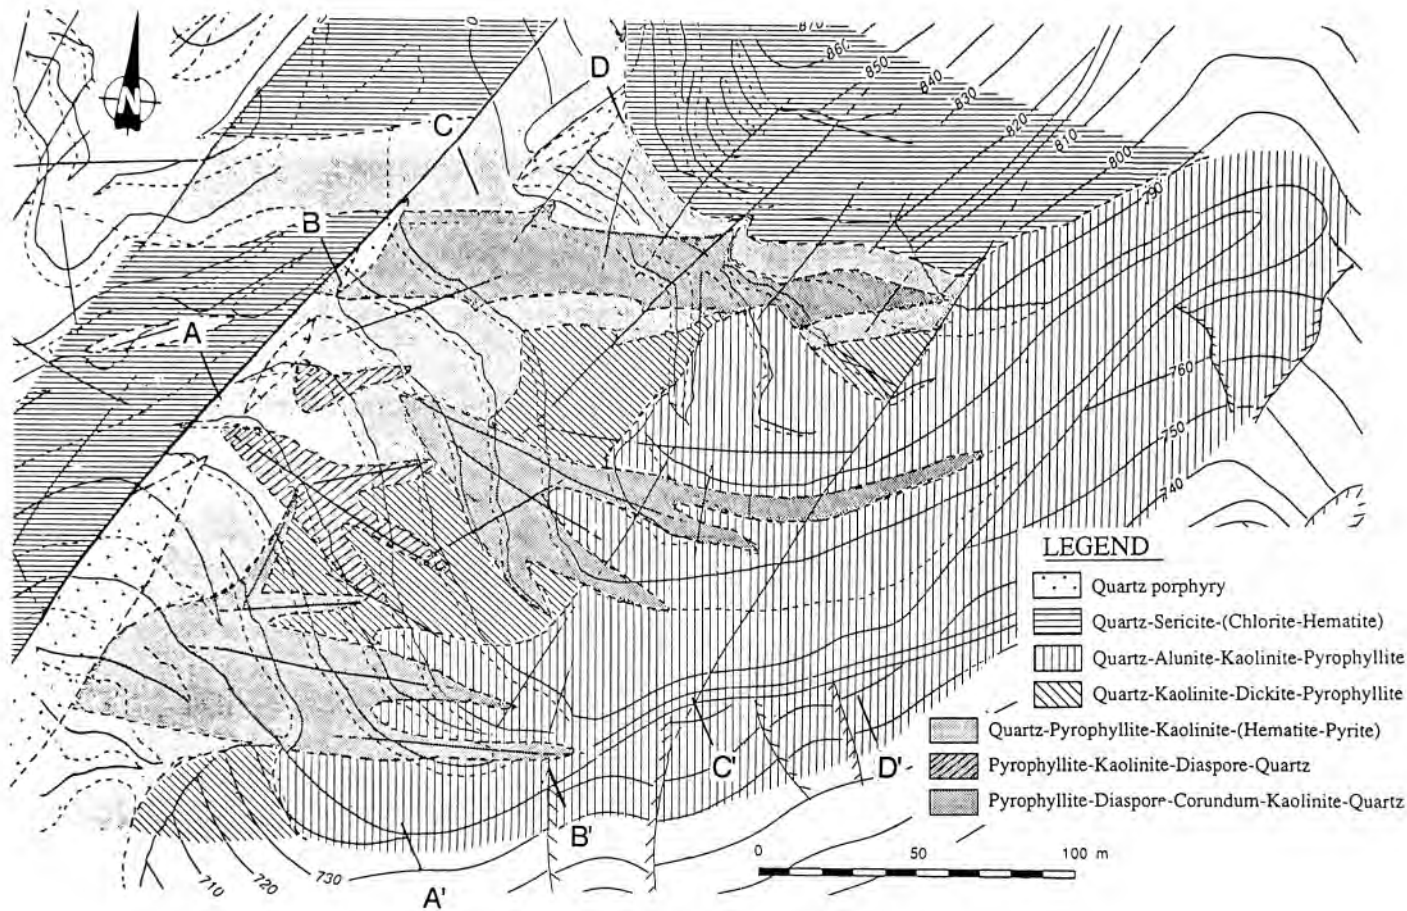 870
860
850
840
830
820
810
800
790
0
N
D
C
B
A
760
750
740
LEGEND
Quartz porphyry
Quartz-Sericite-(Chlorite-Hematite)
Quartz-Alunite-Kaolinite-Pyrophyllite
Quartz-Kaolinite-Dickite-Pyrophyllite
Quartz-Pyrophyllite-Kaolinite-(Hematite-Pyrite)
Pyrophyllite-Kaolinite-Diaspore-Quartz
Pyrophyllite-Diaspore-Corundum-Kaolinite-Quartz
C'
D'
B'
A'
710
720
730
0 50 100 m